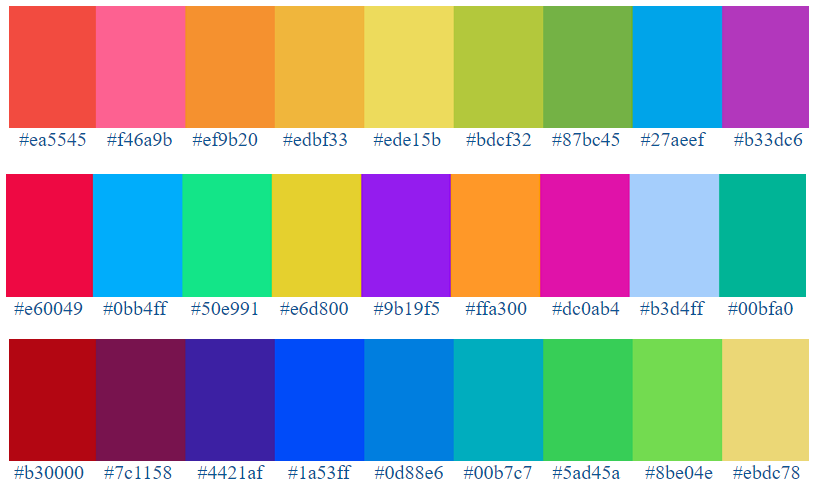 #ea5545 #f46a9b #ef9b20 #edbf33 #ede15b #bdcf32 #87bc45 #27aeef #b33dc6
#e60049 #0bb4ff #50e991 #e6d800 #9b19f5 #ffa300 #dc0ab4 #b3d4ff #00bfa0
#b30000 #7c1158 #4421af #1a53ff #0d88e6 #00b7c7 #5ad45a #8be04e #ebdc78